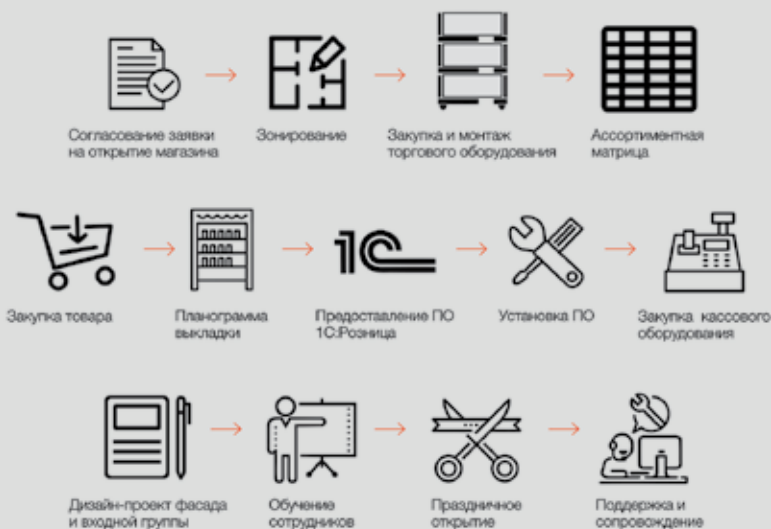 Согласование заявки
на открытие магазина
Зонирование
Закупка и монтаж
торгового оборудования
Ассортиментная
матрица
1С
Закупка товара
Планограмма
выкладки
Предоставление ПО
1С:Розница
Установка ПО
Закупка кассового
оборудования
Дизайн-проект фасада
и входной группы
Обучение
сотрудников
Праздничное
открытие
Поддержка и
сопровождение